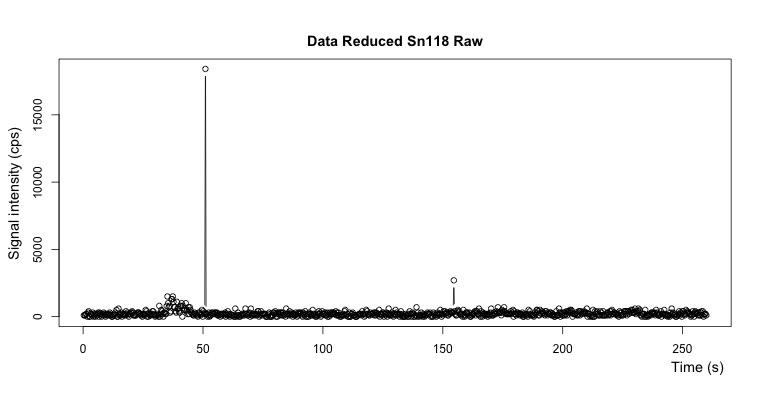 Data Reduced Sn118 Raw
Signal intensity (cps)
15000
10000
5000
0
0 50 100 150 200 250
Time (s)